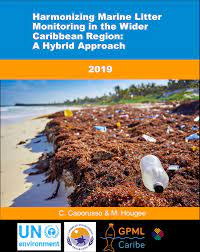 Harmonizing Marine Litter
Monitoring in the Wider
Caribbean Region:
A Hybrid Approach
2019
C. Caporusso & M. Hougee
UN
environment
GPML
Caribe